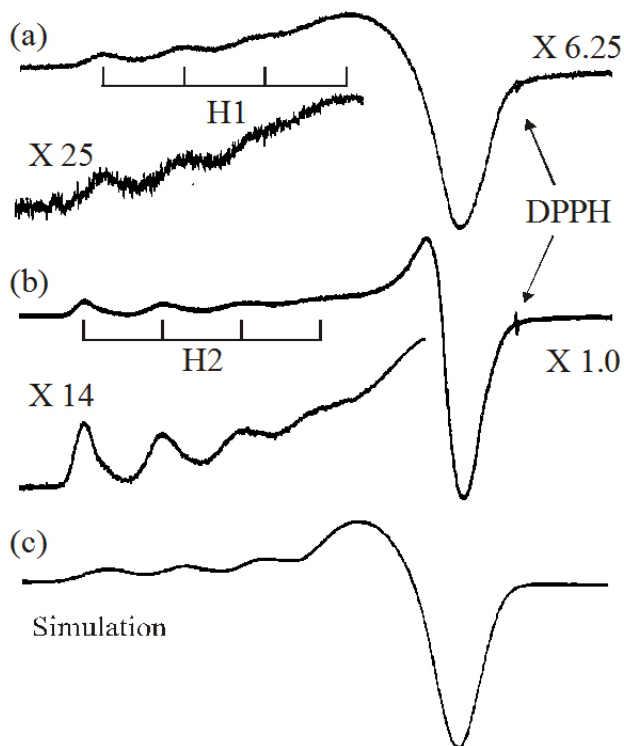 (a)
X 6.25
H1
X 25
DPPH
(b)
H2
X 1.0
X 14
(c)
Simulation